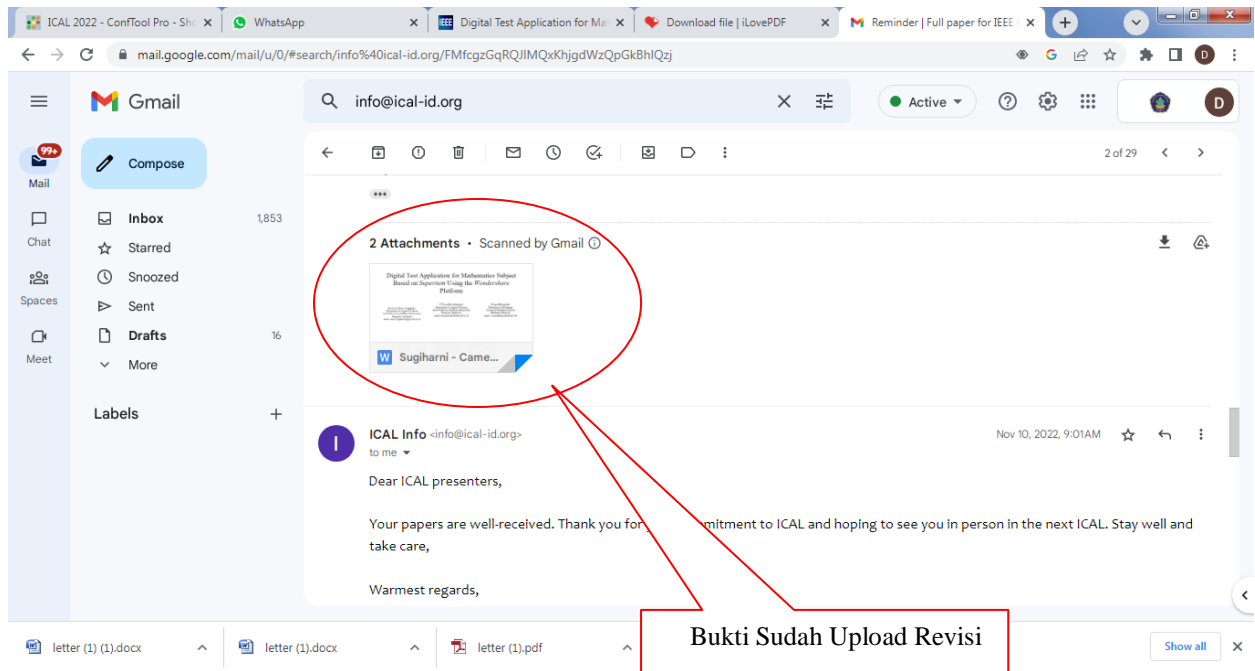 ICAL 2022 - ConfTool Pro - Sho
WhatsApp
Digital Test Application for Mat
Download file | iLovePDF
Reminder | Full paper for IEEE
mail.google.com/mail/u/0/#search/info%40ical-id.org/FMfcgzGqRQJlMQxKhjgdWzQpGkBhlQzj
G
D
Gmail
info@ical-id.org
Active
D
99+
Mail
Compose
2 of 29
Inbox 1,853
Chat
Starred
Snoozed
Spaces
Sent
Drafts 16
Meet
More
Labels
2 Attachments • Scanned by Gmail
Digital Test Application for Mathematics Subject
Based on Superitem Using the Wondershare
Platform
W Sugiharni - Came...
I
ICAL Info <info@ical-id.org>
Nov 10, 2022, 9:01 AM
to me
Dear ICAL presenters,
Your papers are well-received. Thank you for mitment to ICAL and hoping to see you in person in the next ICAL. Stay well and
take care,
Warmest regards,
Bukti Sudah Upload Revisi
letter (1) (1).docx
letter (1).docx
letter (1).pdf
Show all